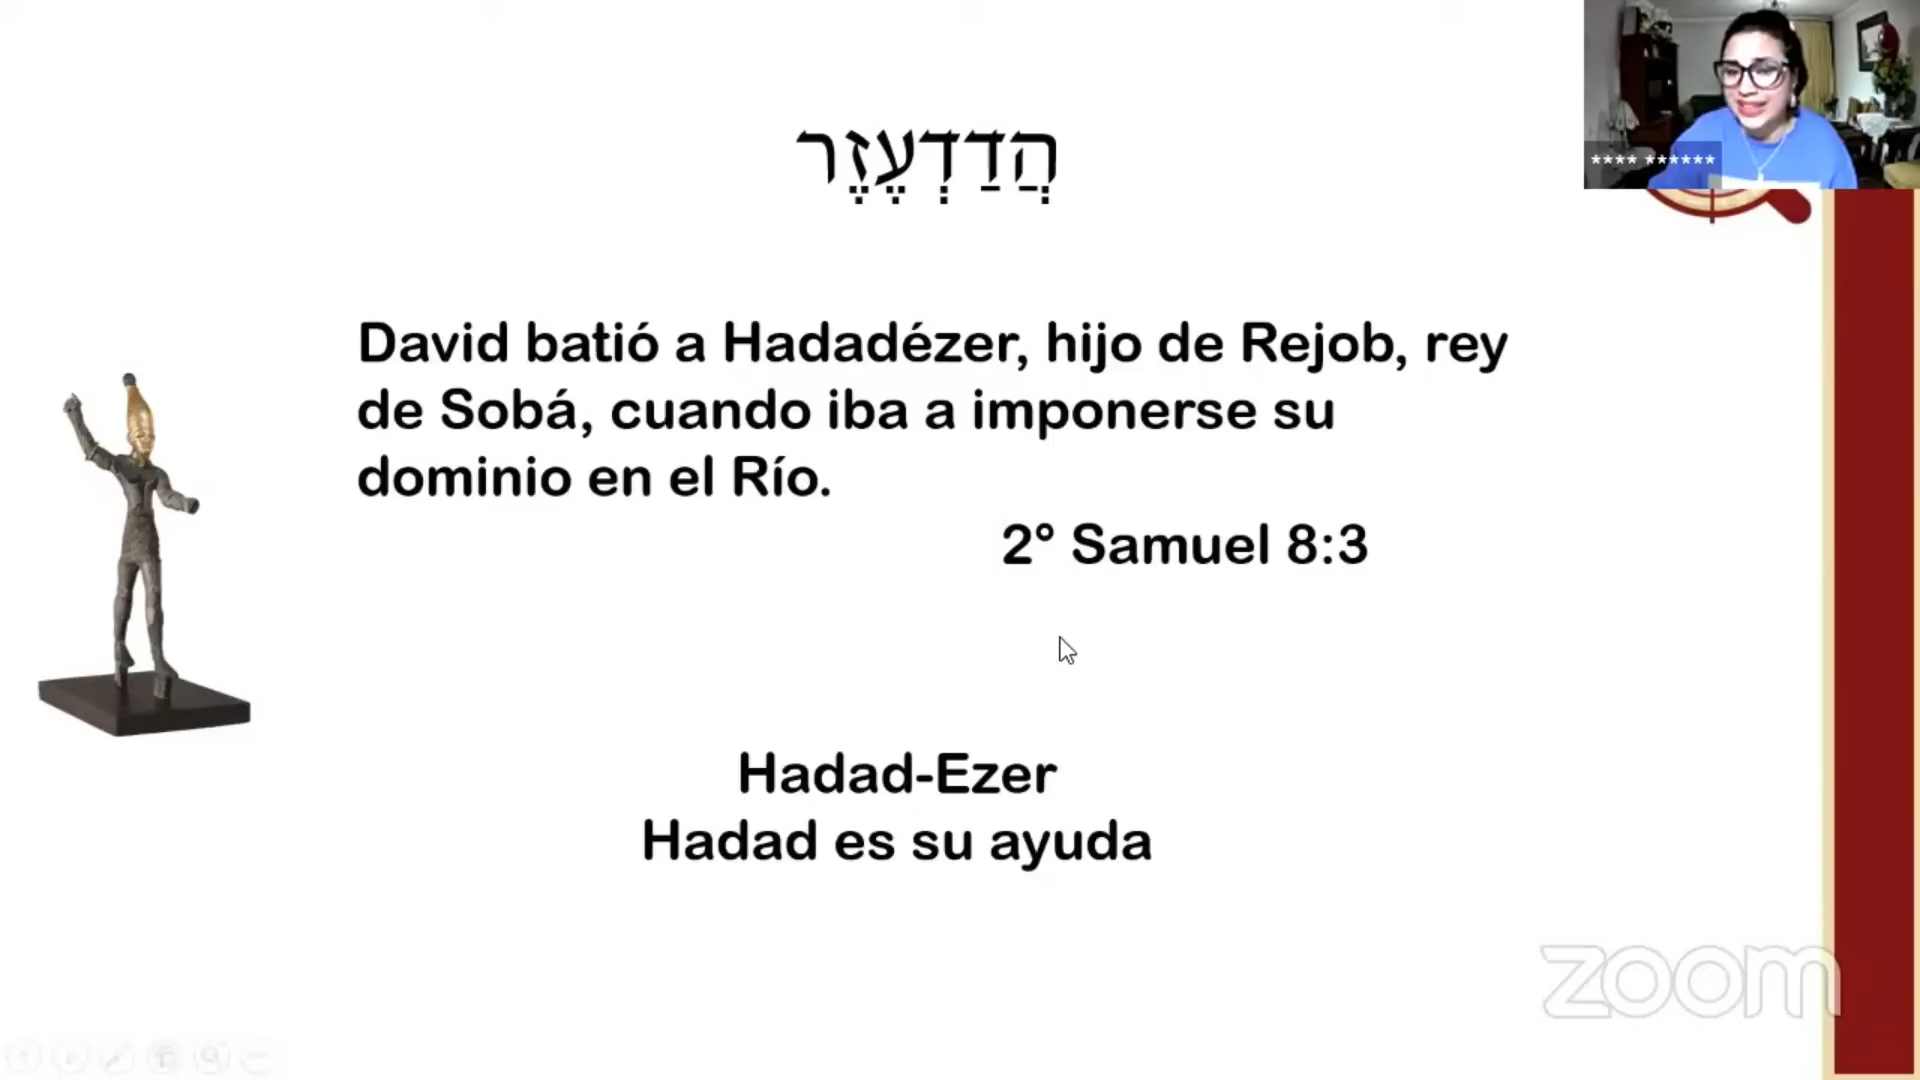 הֲדַדְעֶזֶר
**** ******
David batió a Hadadézer, hijo de Rejob, rey
de Sobá, cuando iba a imponerse su
dominio en el Río.
2° Samuel 8:3
Hadad-Ezer
Hadad es su ayuda
zoom